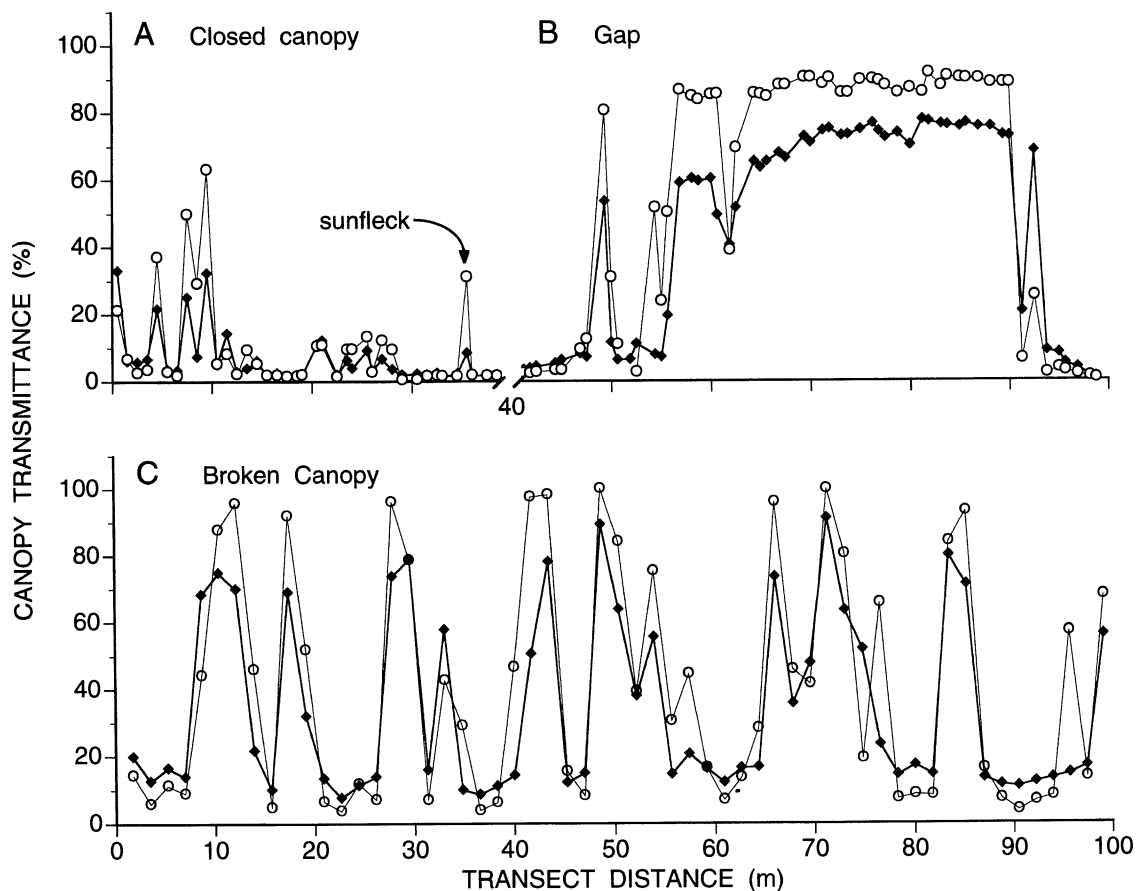 A Closed canopy
B Gap
100
80
60
40
20
0
sunfleck
40
CANOPY TRANSMITTANCE (%)
C Broken Canopy
100
80
60
40
20
0
0 10 20 30 40 50 60 70 80 90 100
TRANSECT DISTANCE (m)